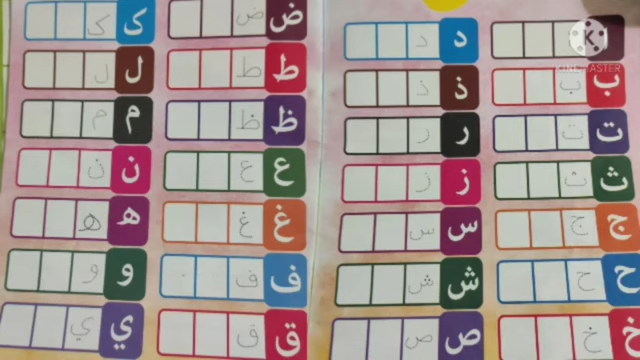 ا
K
KINEMASTER
ب ب
ت ت
ث ث
ج ج
ح ح
خ خ
د د
ذ ذ
ر ر
ز ز
س س
ش ش
ص ص
ض ض
ط ط
ظ ظ
ع ع
غ غ
ف ف
ق ق
ک ک
ل ل
م م
ن ن
ه ه
و و
ي ي